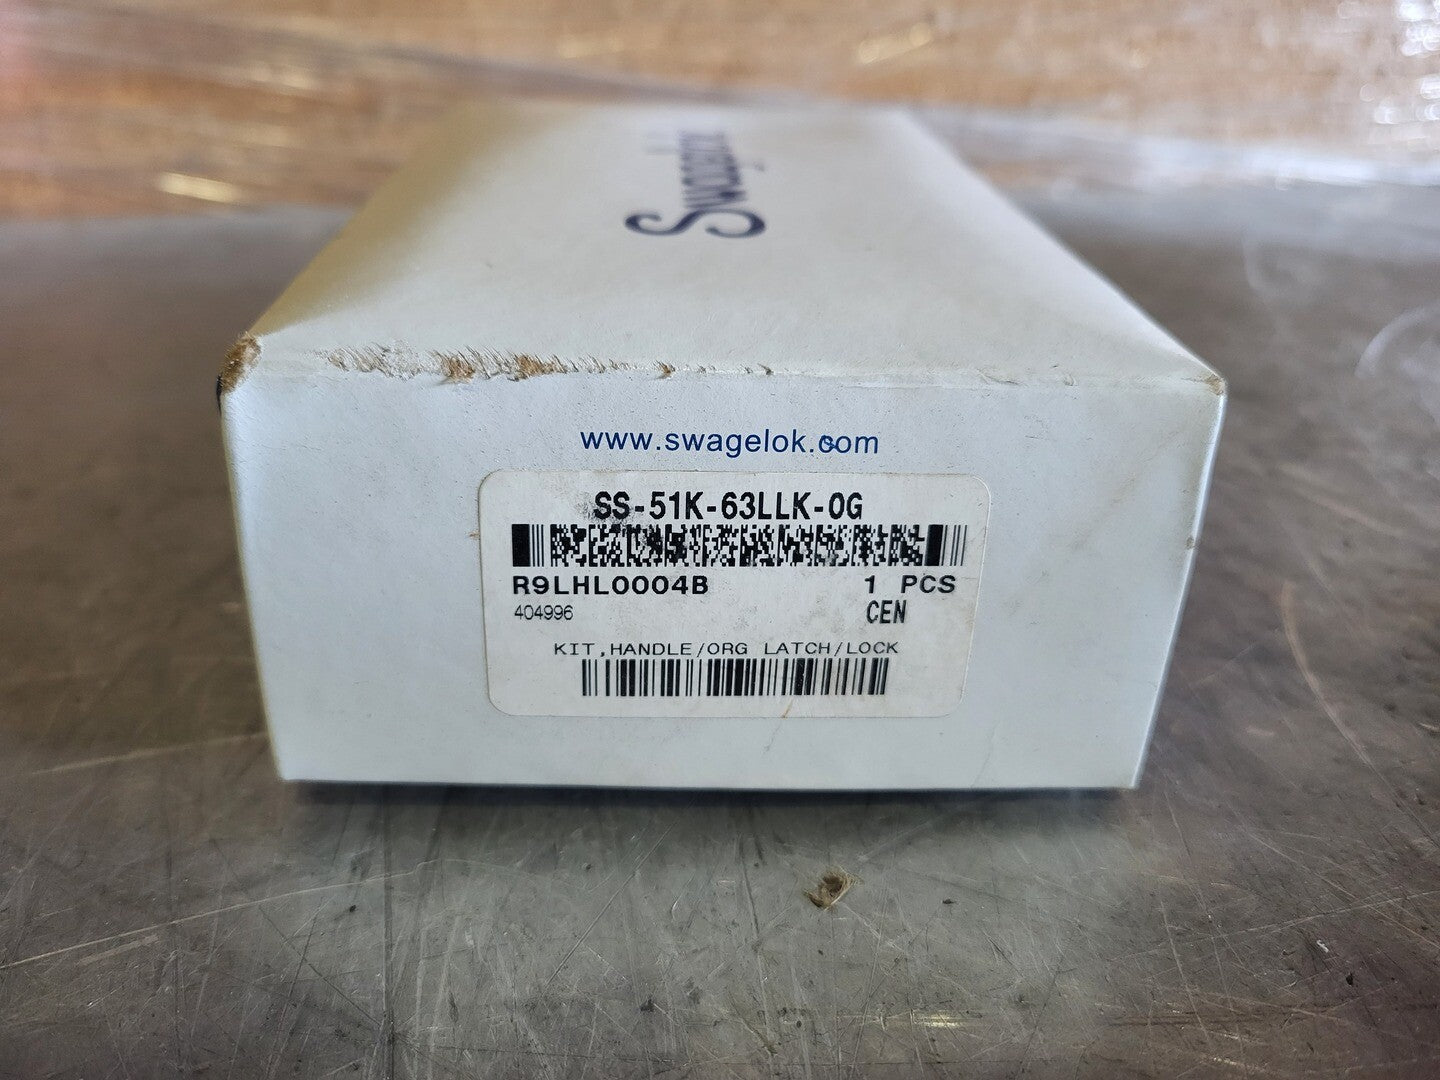 Swagelok
www.swagelok.com
SS-51K-63LLK-OG
R9LHL0004B 1 PCS
404996 CEN
KIT,HANDLE/ORG LATCH/LOCK